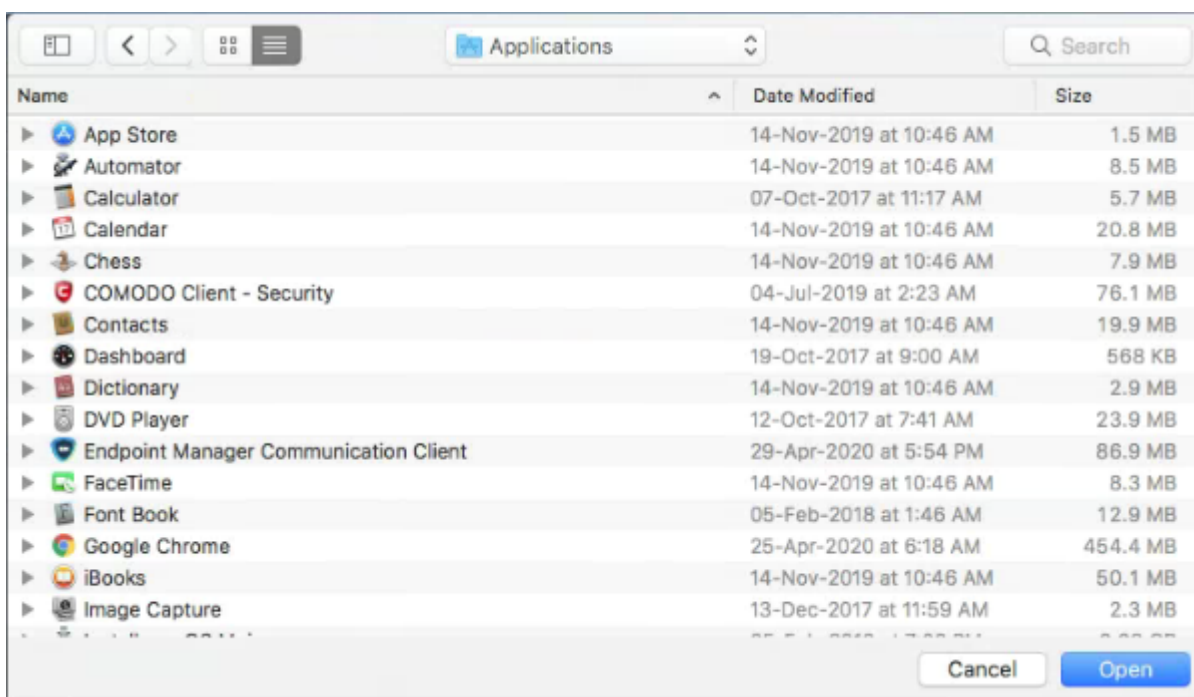 Applications Search
Name Date Modified Size
App Store 14-Nov-2019 at 10:46 AM 1.5 MB
Automator 14-Nov-2019 at 10:46 AM 8.5 MB
Calculator 07-Oct-2017 at 11:17 AM 5.7 MB
17 Calendar 14-Nov-2019 at 10:46 AM 20.8 MB
Chess 14-Nov-2019 at 10:46 AM 7.9 MB
COMODO Client - Security 04-Jul-2019 at 2:23 AM 76.1 MB
Contacts 14-Nov-2019 at 10:46 AM 19.9 MB
Dashboard 19-Oct-2017 at 9:00 AM 568 KB
Dictionary 14-Nov-2019 at 10:46 AM 2.9 MB
DVD Player 12-Oct-2017 at 7:41 AM 23.9 MB
Endpoint Manager Communication Client 29-Apr-2020 at 5:54 PM 86.9 MB
FaceTime 14-Nov-2019 at 10:46 AM 8.3 MB
Font Book 05-Feb-2018 at 1:46 AM 12.9 MB
Google Chrome 25-Apr-2020 at 6:18 AM 454.4 MB
iBooks 14-Nov-2019 at 10:46 AM 50.1 MB
Image Capture 13-Dec-2017 at 11:59 AM 2.3 MB
Cancel Open